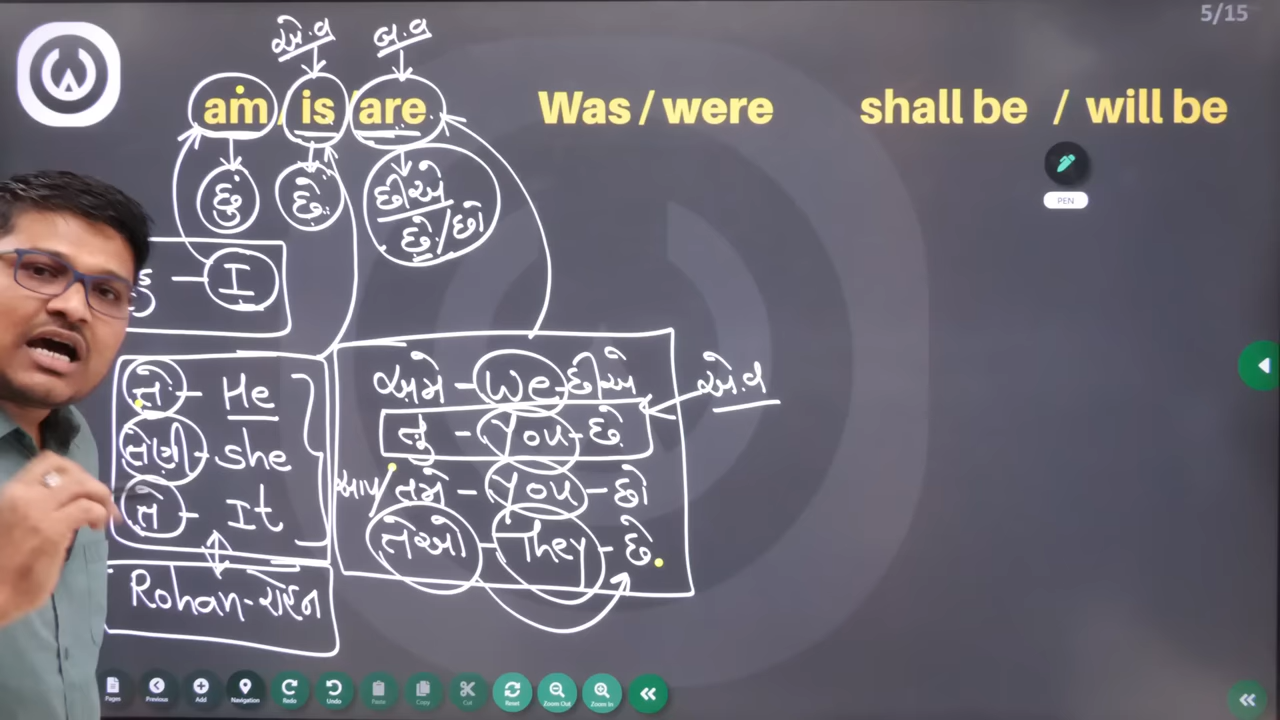 5/15
એ.વ બ.વ
am / is / are Was / were shall be / will be
છું છે. છીએ
છે/છો
PEN
– I
તે – He
તેણી – She
તે – It
Rohan – રોહન
અમે – We – છીએ
તું – You – છે એ.વ
આપ/તમે – You – છો
તેઓ – They – છે.
Pages Previous Add Navigation Redo Undo Paste Copy Cut Reset Zoom Out Zoom In